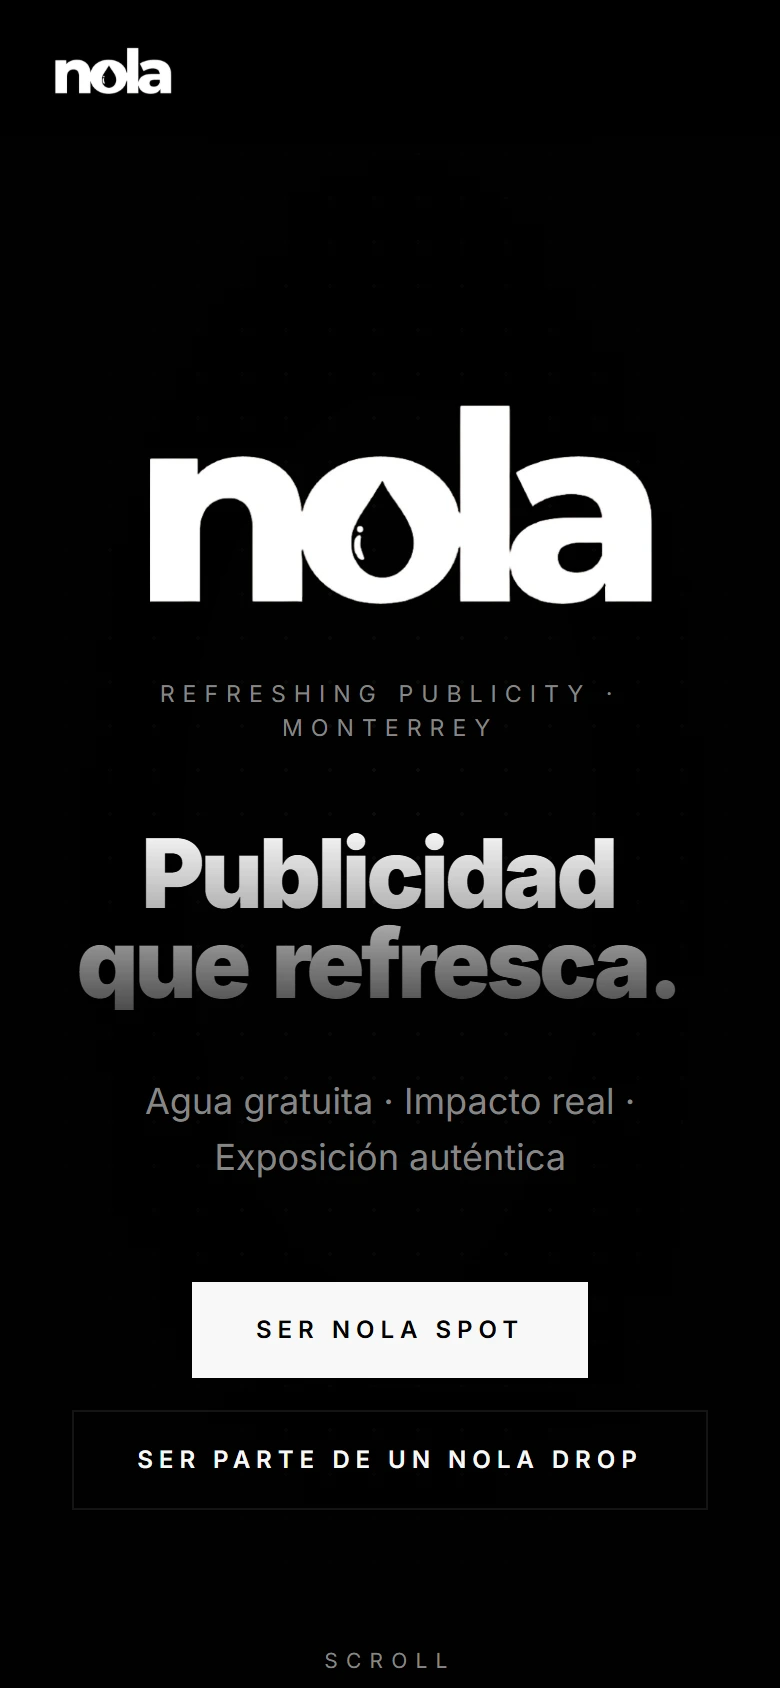 nola
nola
REFRESHING PUBLICITY ·
MONTERREY
Publicidad
que refresca.
Agua gratuita · Impacto real ·
Exposición auténtica
SER NOLA SPOT
SER PARTE DE UN NOLA DROP
SCROLL